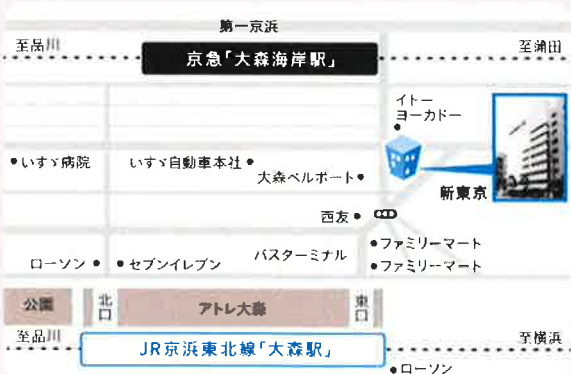 第一京浜
至品川
京急「大森海岸駅」
至蒲田
イトー
ヨーカドー
いすゞ病院
いすゞ自動車本社
大森ベルポート
新東京
西友
バスターミナル
ファミリーマート
ファミリーマート
ローソン
セブンイレブン
公園
北口
アトレ大森
東口
至品川
JR京浜東北線「大森駅」
至横浜
ローソン